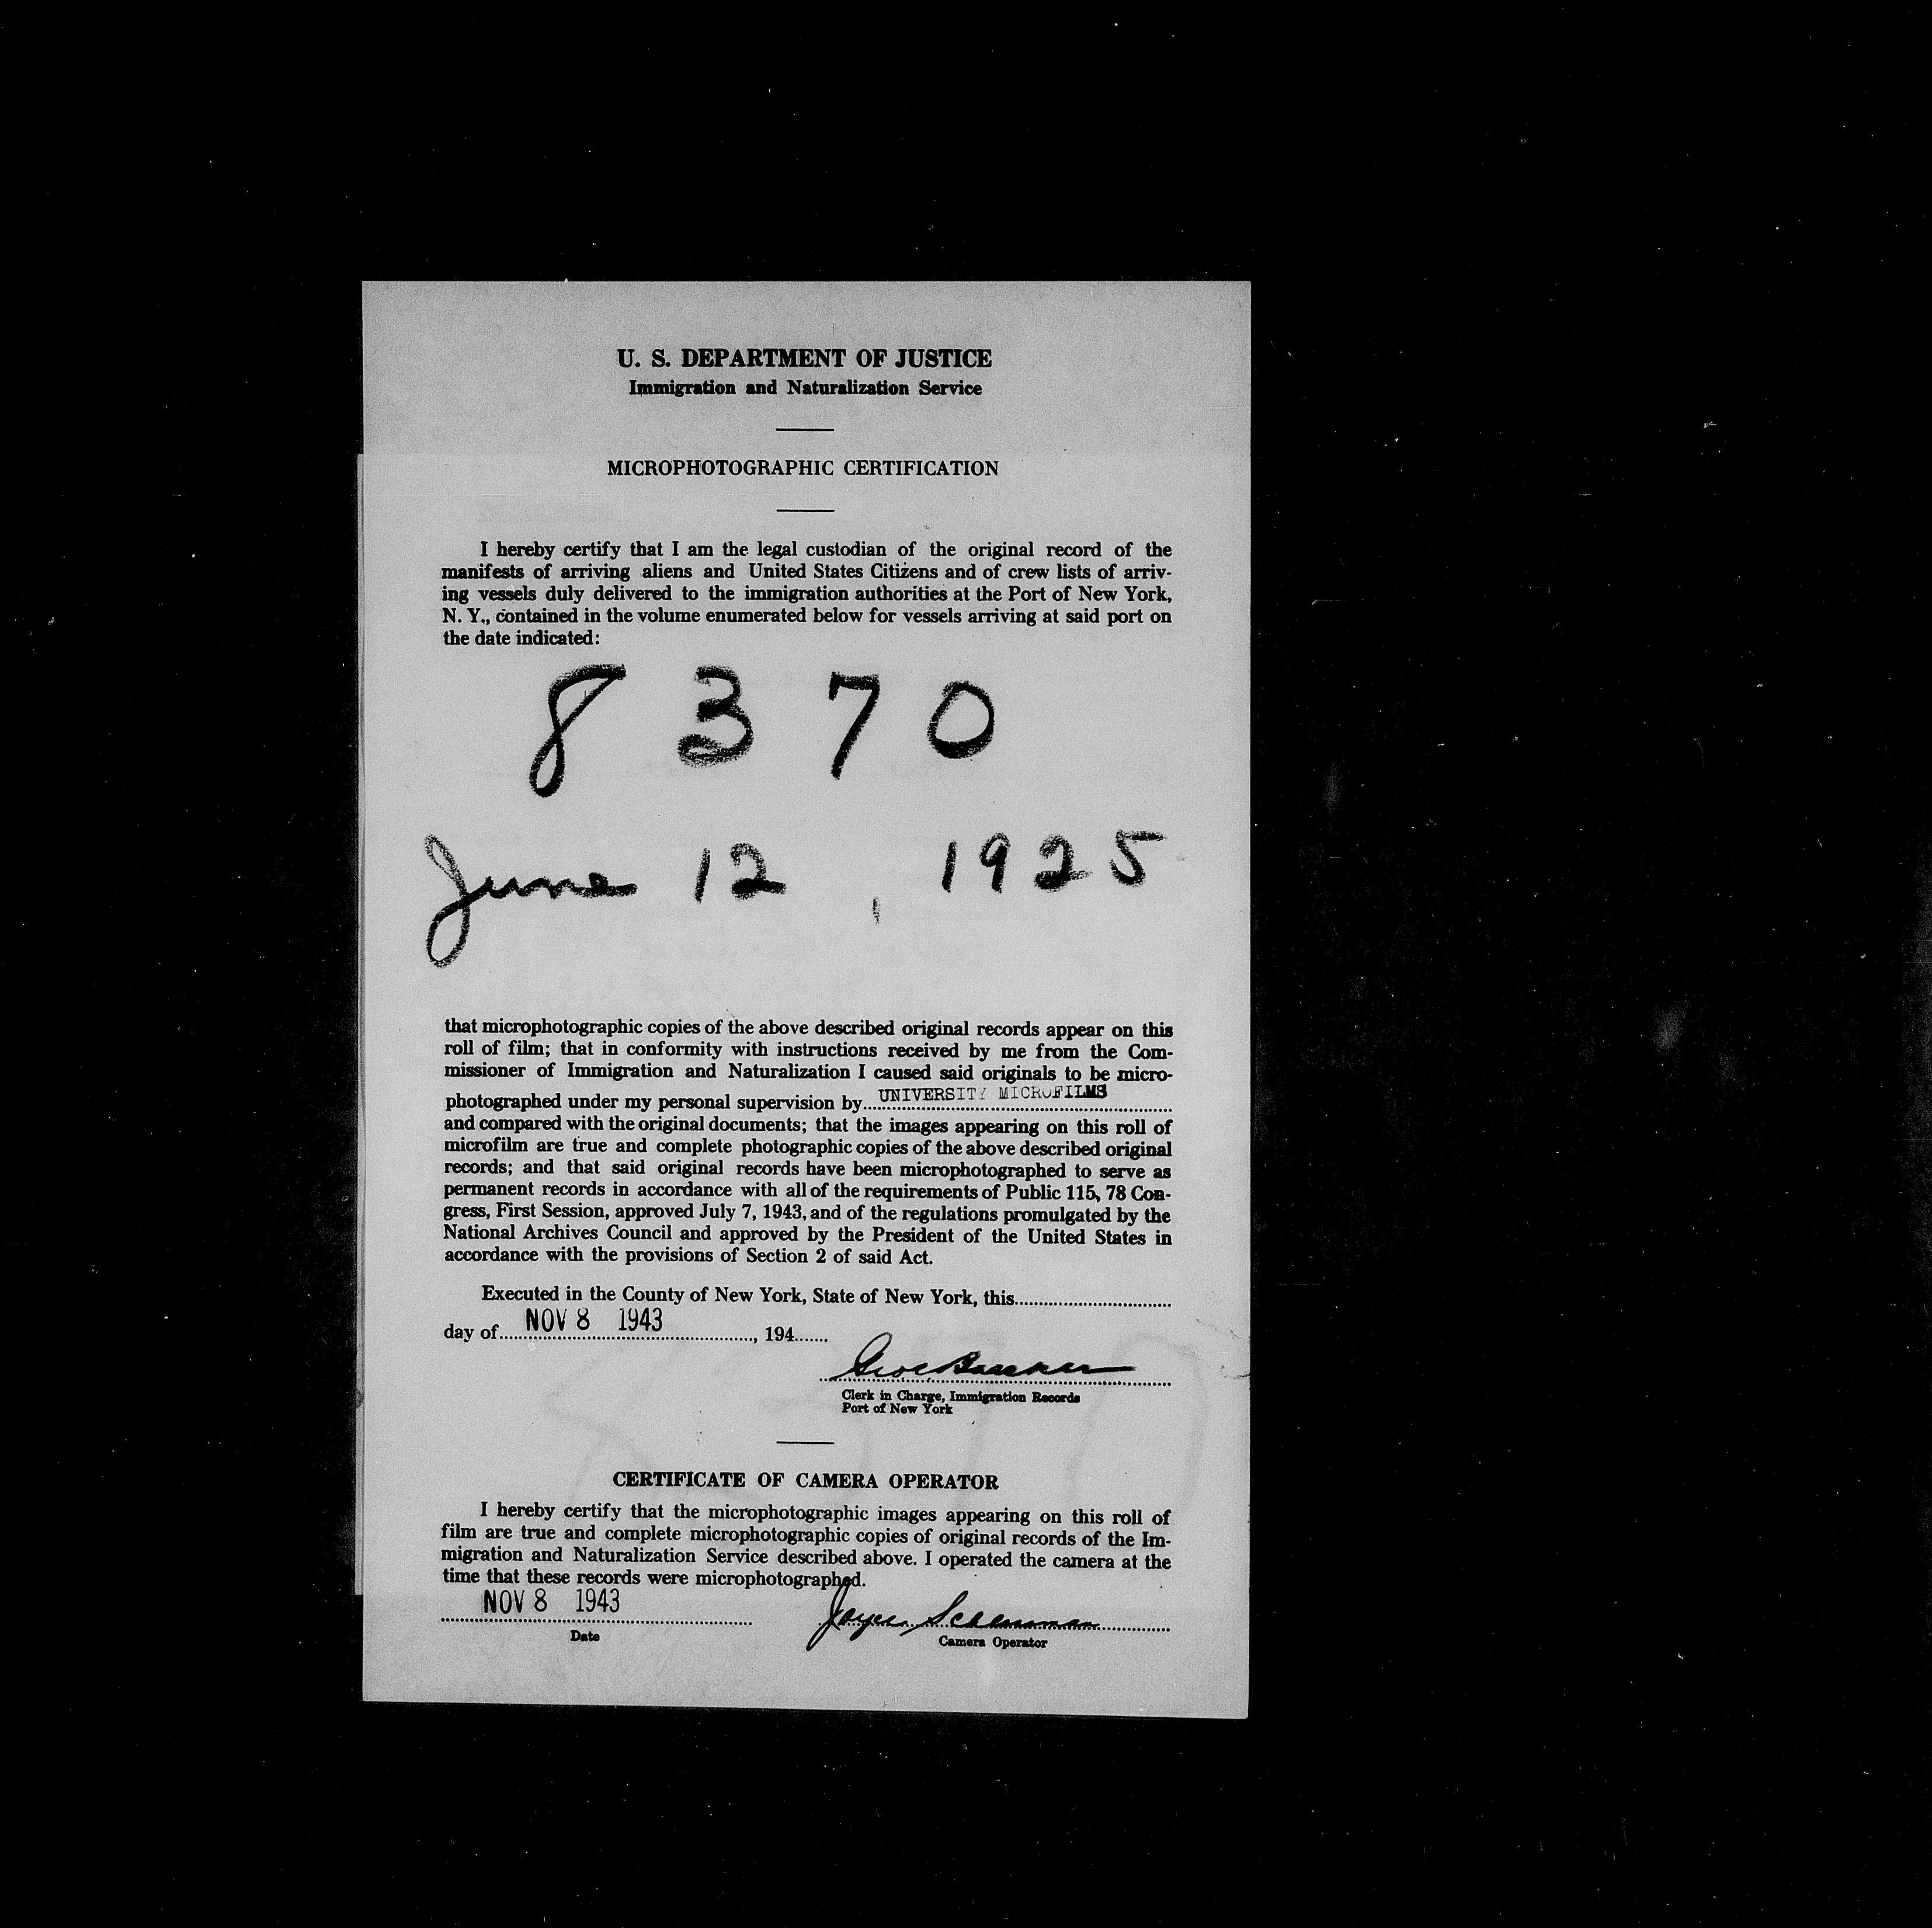 U. S. DEPARTMENT OF JUSTICE
Immigration and Naturalization Service
MICROPHOTOGRAPHIC CERTIFICATION
I hereby certify that I am the legal custodian of the original record of the
manifests of arriving aliens and United States Citizens and of crew lists of arriv-
ing vessels duly delivered to the immigration authorities at the Port of New York,
N. Y., contained in the volume enumerated below for vessels arriving at said port on
the date indicated:
8 3 7 0
June 12, 1925
that microphotographic copies of the above described original records appear on this
roll of film; that in conformity with instructions received by me from the Com-
missioner of Immigration and Naturalization I caused said originals to be micro-
photographed under my personal supervision by UNIVERSITY MICROFILMS
and compared with the original documents; that the images appearing on this roll of
microfilm are true and complete photographic copies of the above described original
records; and that said original records have been microphotographed to serve as
permanent records in accordance with all of the requirements of Public 115, 78 Con-
gress, First Session, approved July 7, 1943, and of the regulations promulgated by the
National Archives Council and approved by the President of the United States in
accordance with the provisions of Section 2 of said Act.
Executed in the County of New York, State of New York, this
day of NOV 8 1943, 194
Clerk in Charge, Immigration Records
Port of New York
CERTIFICATE OF CAMERA OPERATOR
I hereby certify that the microphotographic images appearing on this roll of
film are true and complete microphotographic copies of original records of the Im-
migration and Naturalization Service described above. I operated the camera at the
time that these records were microphotographed.
NOV 8 1943
Date
Camera Operator